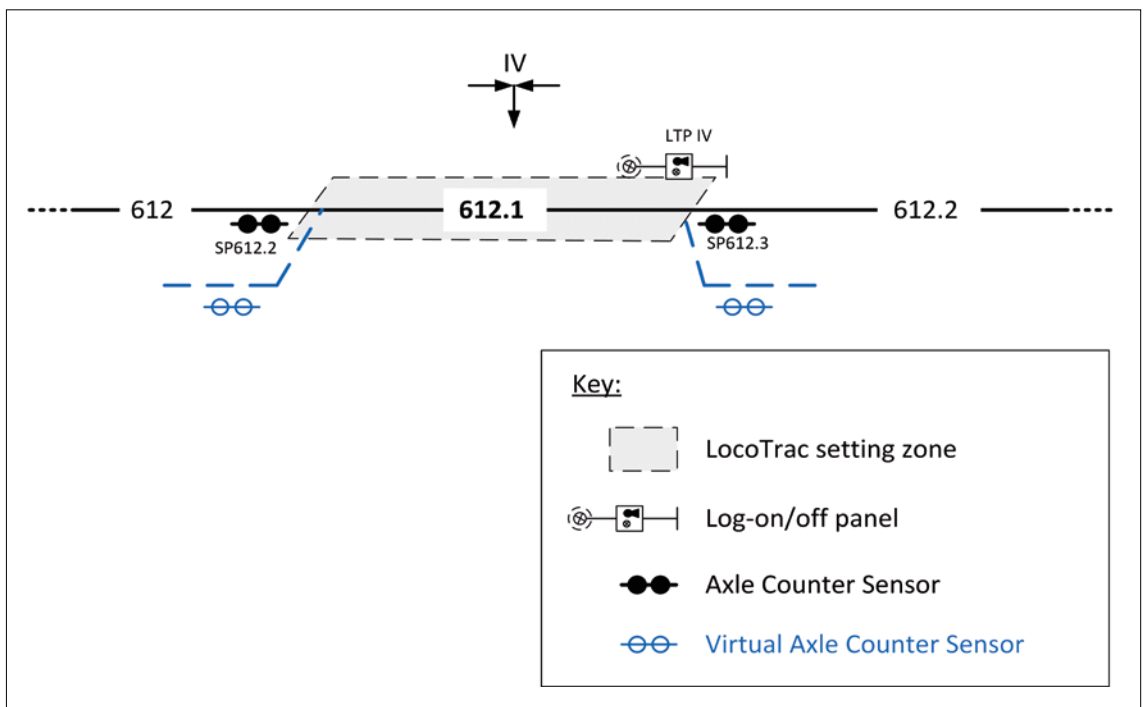 IV
LTP IV
612
612.1
612.2
SP612.2
SP612.3
Key:
LocoTrac setting zone
Log-on/off panel
Axle Counter Sensor
Virtual Axle Counter Sensor